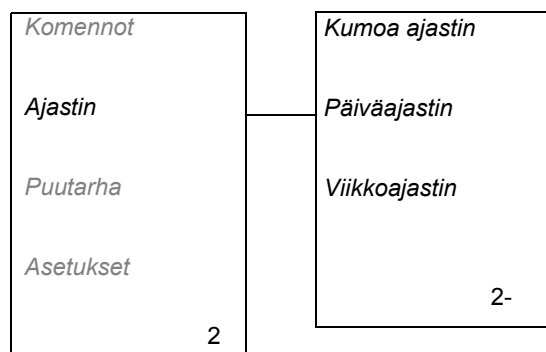 Komennot
Ajastin
Puutarha
Asetukset
2
Kumoa ajastin
Päiväajastin
Viikkoajastin
2-